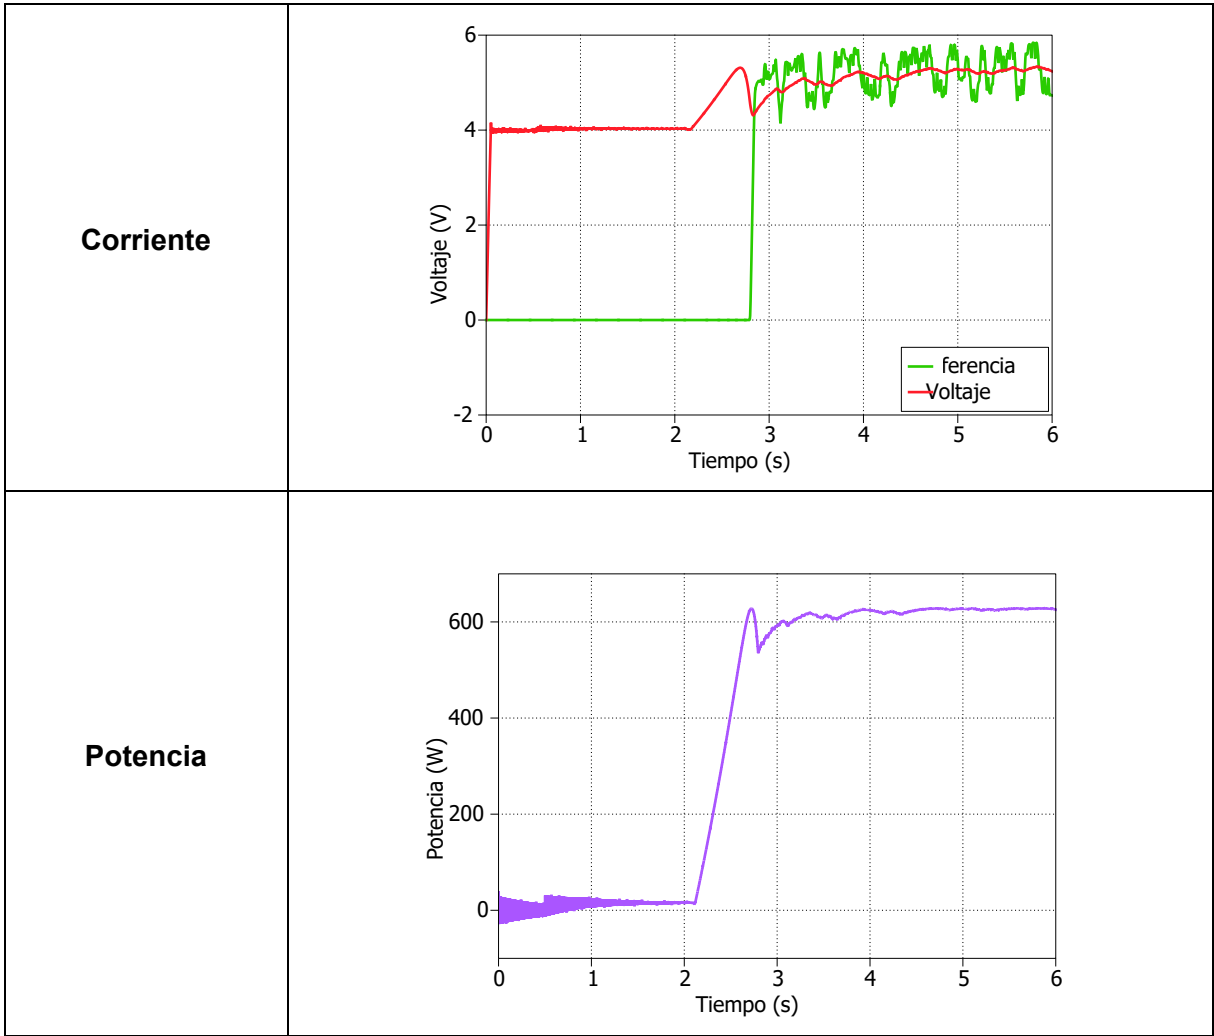 Corriente
6
4
2
0
-2
Voltaje (V)
ferencia
Voltaje
0 1 2 3 4 5 6
Tiempo (s)
Potencia
600
400
200
0
Potencia (W)
0 1 2 3 4 5 6
Tiempo (s)